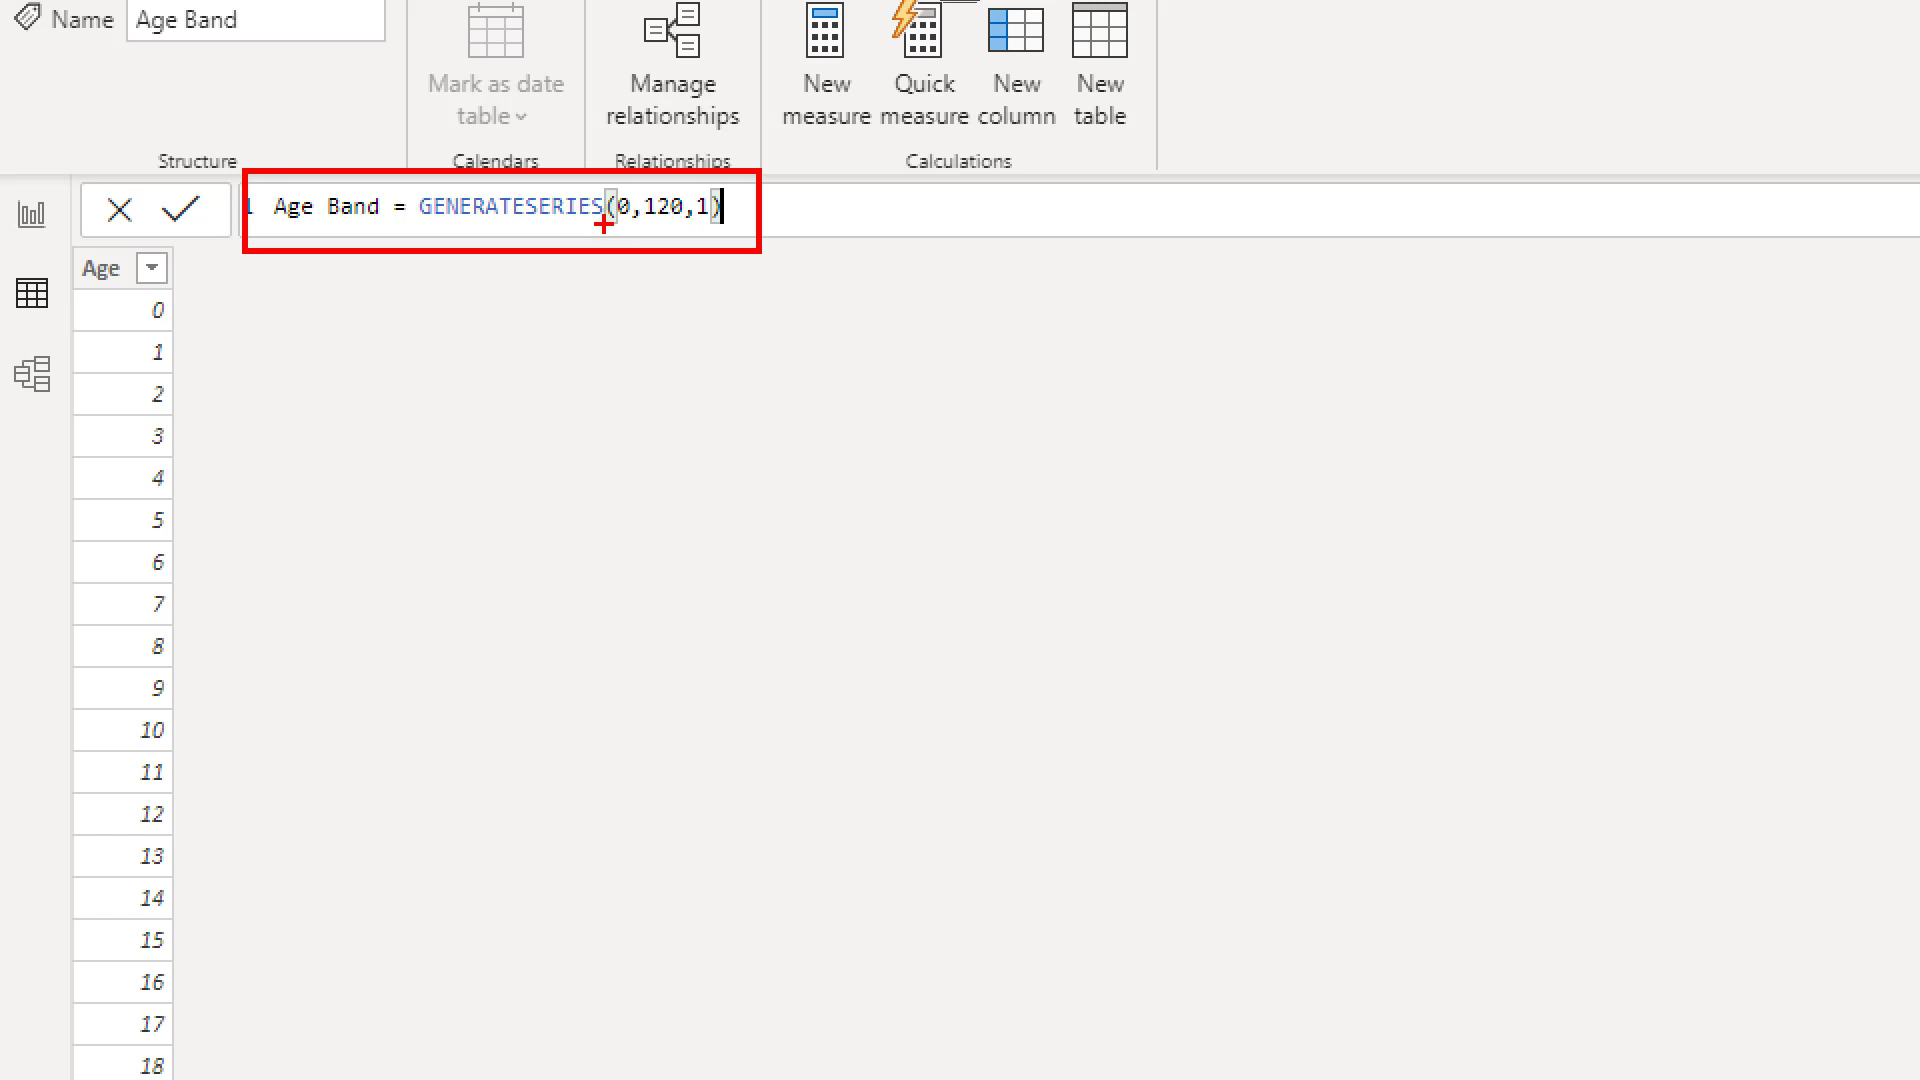 Name Age Band
Mark as date
table
Calendars
Manage
relationships
Relationships
New
measure
Quick
measure
New
column
New
table
Calculations
Structure
1 Age Band = GENERATESERIES(0,120,1)
Age
0
1
2
3
4
5
6
7
8
9
10
11
12
13
14
15
16
17
18